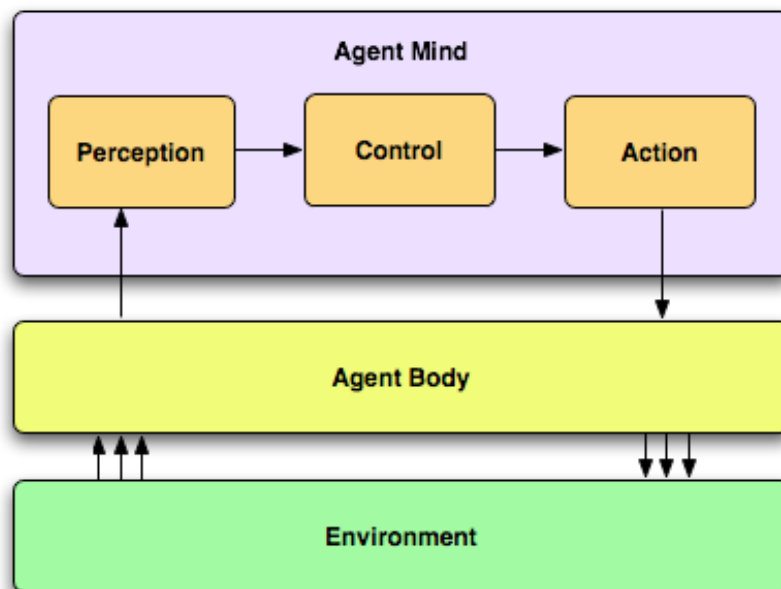 Agent Mind
Perception
Control
Action
Agent Body
Environment